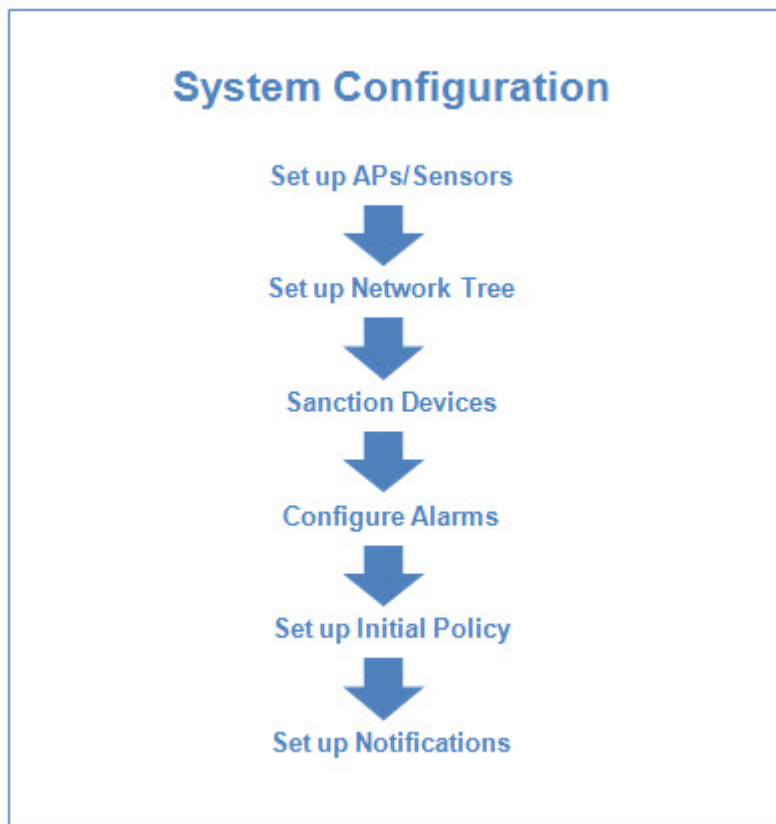 System Configuration
Set up APs/Sensors
Set up Network Tree
Sanction Devices
Configure Alarms
Set up Initial Policy
Set up Notifications